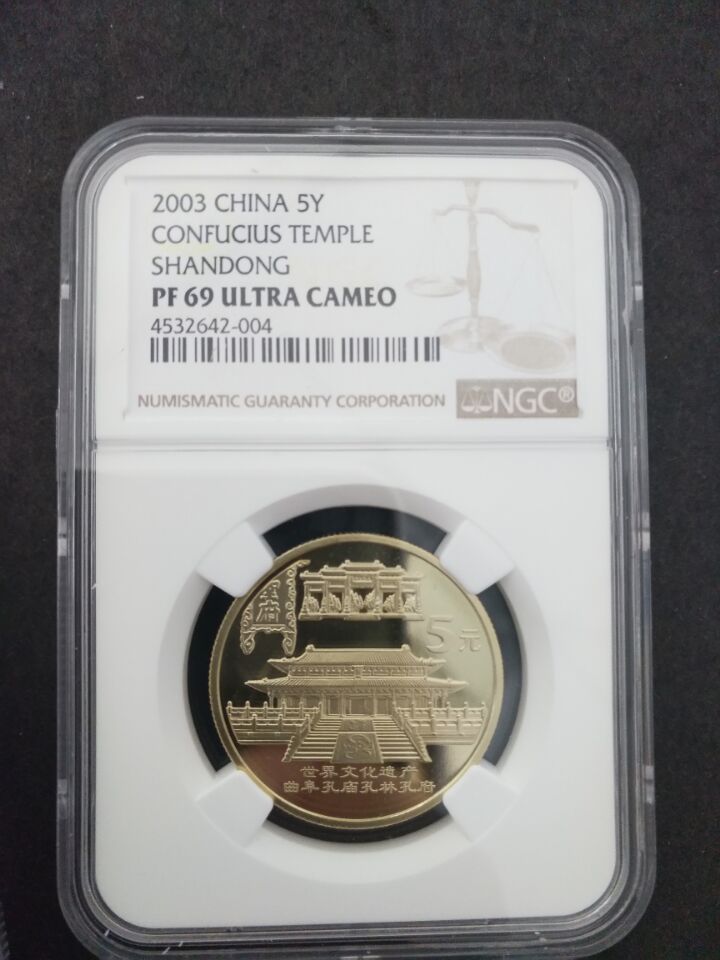 2003 CHINA 5Y
CONFUCIUS TEMPLE
SHANDONG
PF 69 ULTRA CAMEO
4532642-004
NUMISMATIC GUARANTY CORPORATION
NGC®
5元
世界文化遗产
曲阜孔庙孔林孔府